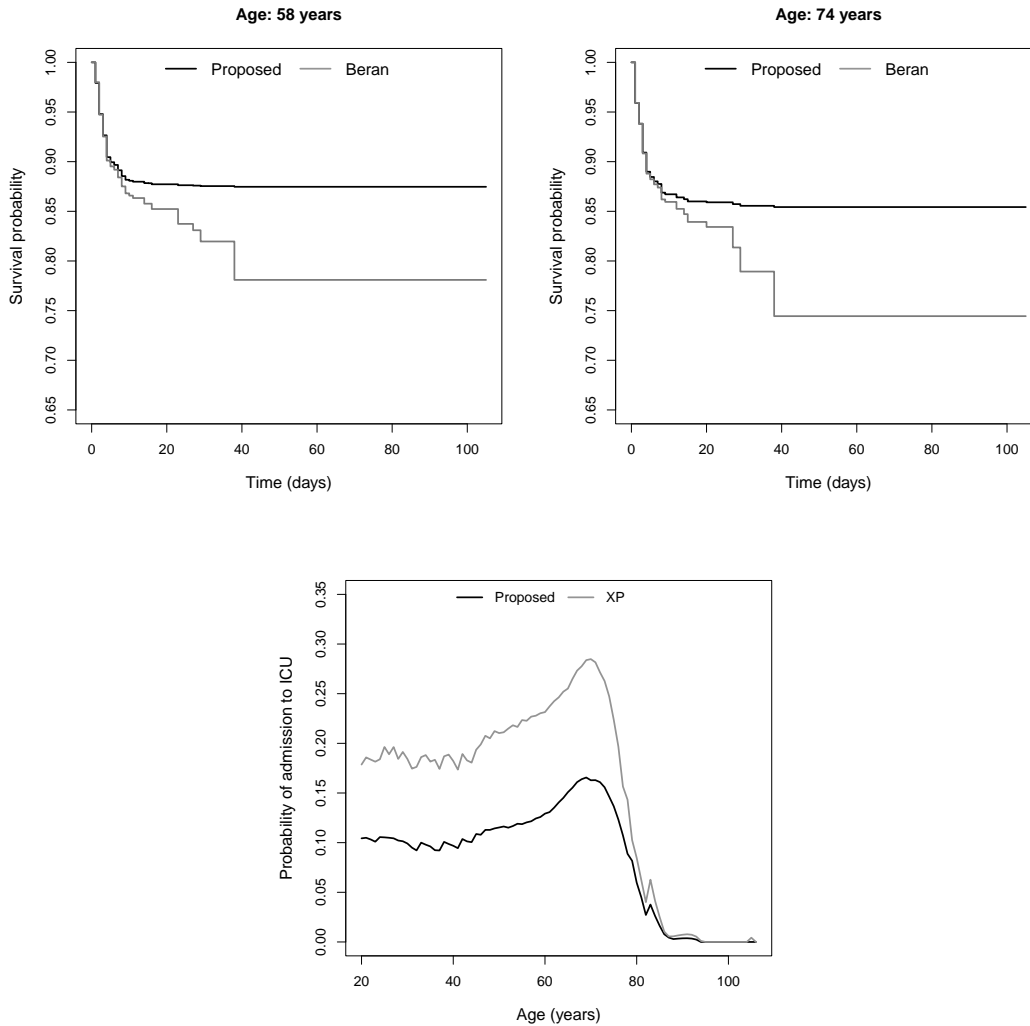 Age: 58 years
Proposed Beran
Survival probability
1.00
0.95
0.90
0.85
0.80
0.75
0.70
0.65
0 20 40 60 80 100
Time (days)
Age: 74 years
Proposed Beran
Survival probability
1.00
0.95
0.90
0.85
0.80
0.75
0.70
0.65
0 20 40 60 80 100
Time (days)
Proposed XP
Probability of admission to ICU
0.35
0.30
0.25
0.20
0.15
0.10
0.05
0.00
20 40 60 80 100
Age (years)